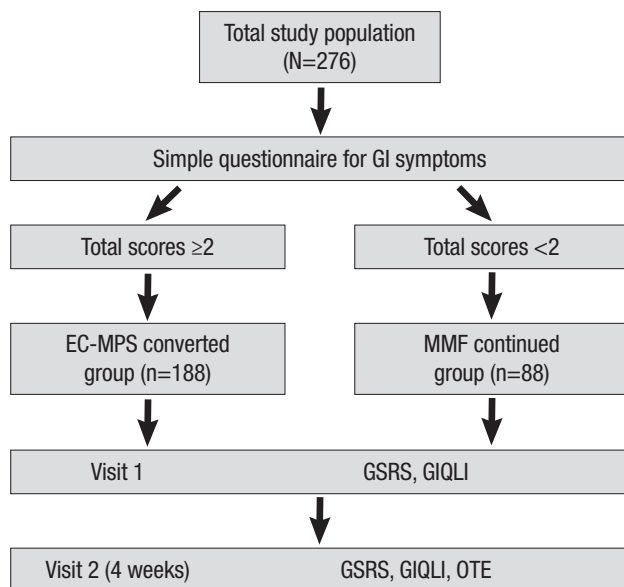 Total study population
(N=276)
Simple questionnaire for GI symptoms
Total scores ≥2
Total scores <2
EC-MPS converted
group (n=188)
MMF continued
group (n=88)
Visit 1 GSRS, GIQLI
Visit 2 (4 weeks) GSRS, GIQLI, OTE